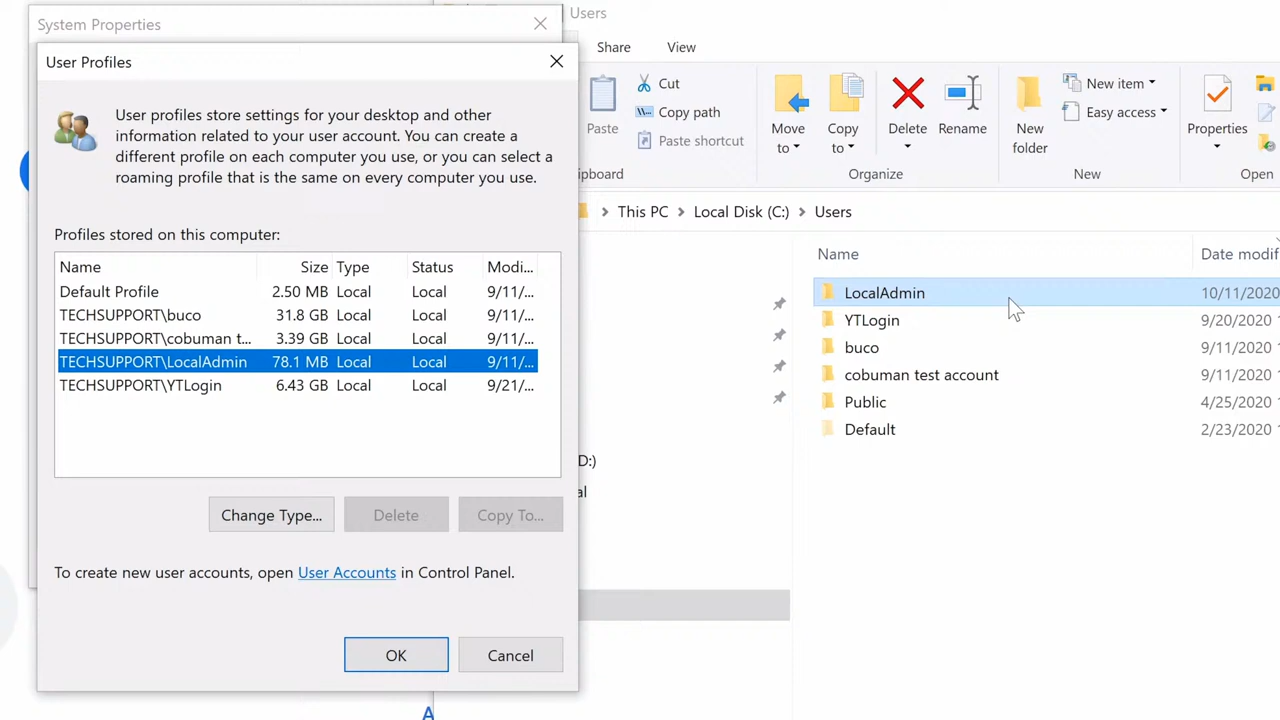 System Properties
User Profiles
User profiles store settings for your desktop and other
information related to your user account. You can create a
different profile on each computer you use, or you can select a
roaming profile that is the same on every computer you use.
Profiles stored on this computer:
Name Size Type Status Modi...
Default Profile 2.50 MB Local Local 9/11/...
TECHSUPPORT\buco 31.8 GB Local Local 9/11/...
TECHSUPPORT\cobuman t... 3.39 GB Local Local 9/11/...
TECHSUPPORT\LocalAdmin 78.1 MB Local Local 9/11/...
TECHSUPPORT\YTLogin 6.43 GB Local Local 9/21/...
Change Type... Delete Copy To...
To create new user accounts, open User Accounts in Control Panel.
OK Cancel
A
Users
Share View
Paste
Cut
Copy path
Paste shortcut
ipboard
Move
to
Copy
to
Delete
Rename
Organize
New
folder
New item
Easy access
New
Properties
Open
This PC > Local Disk (C:) > Users
D:)
al
Name Date modif
LocalAdmin 10/11/2020
YTLogin 9/20/2020 1
buco 9/11/2020 1
cobuman test account 9/11/2020 1
Public 4/25/2020 1
Default 2/23/2020 1